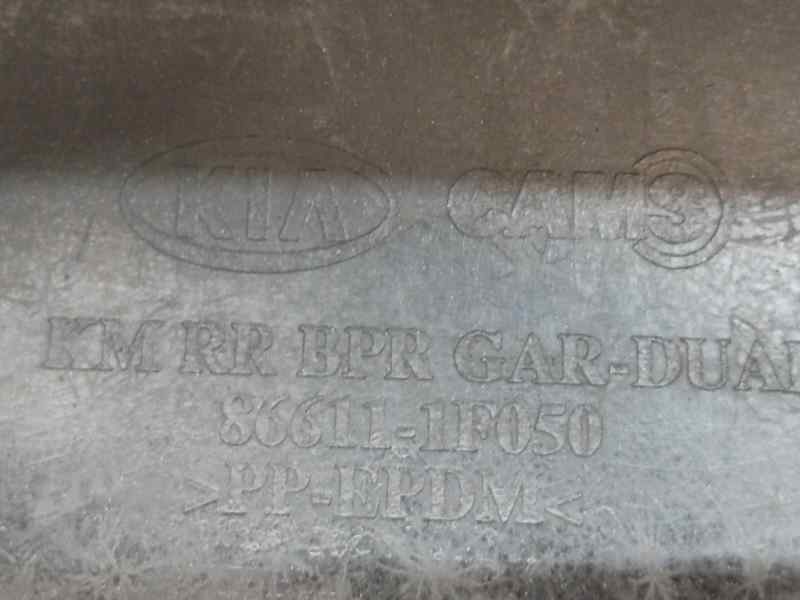 KIA CAMS
KM RR BPR GAR-DUAL
86611-1F050
>PP-EPDM<